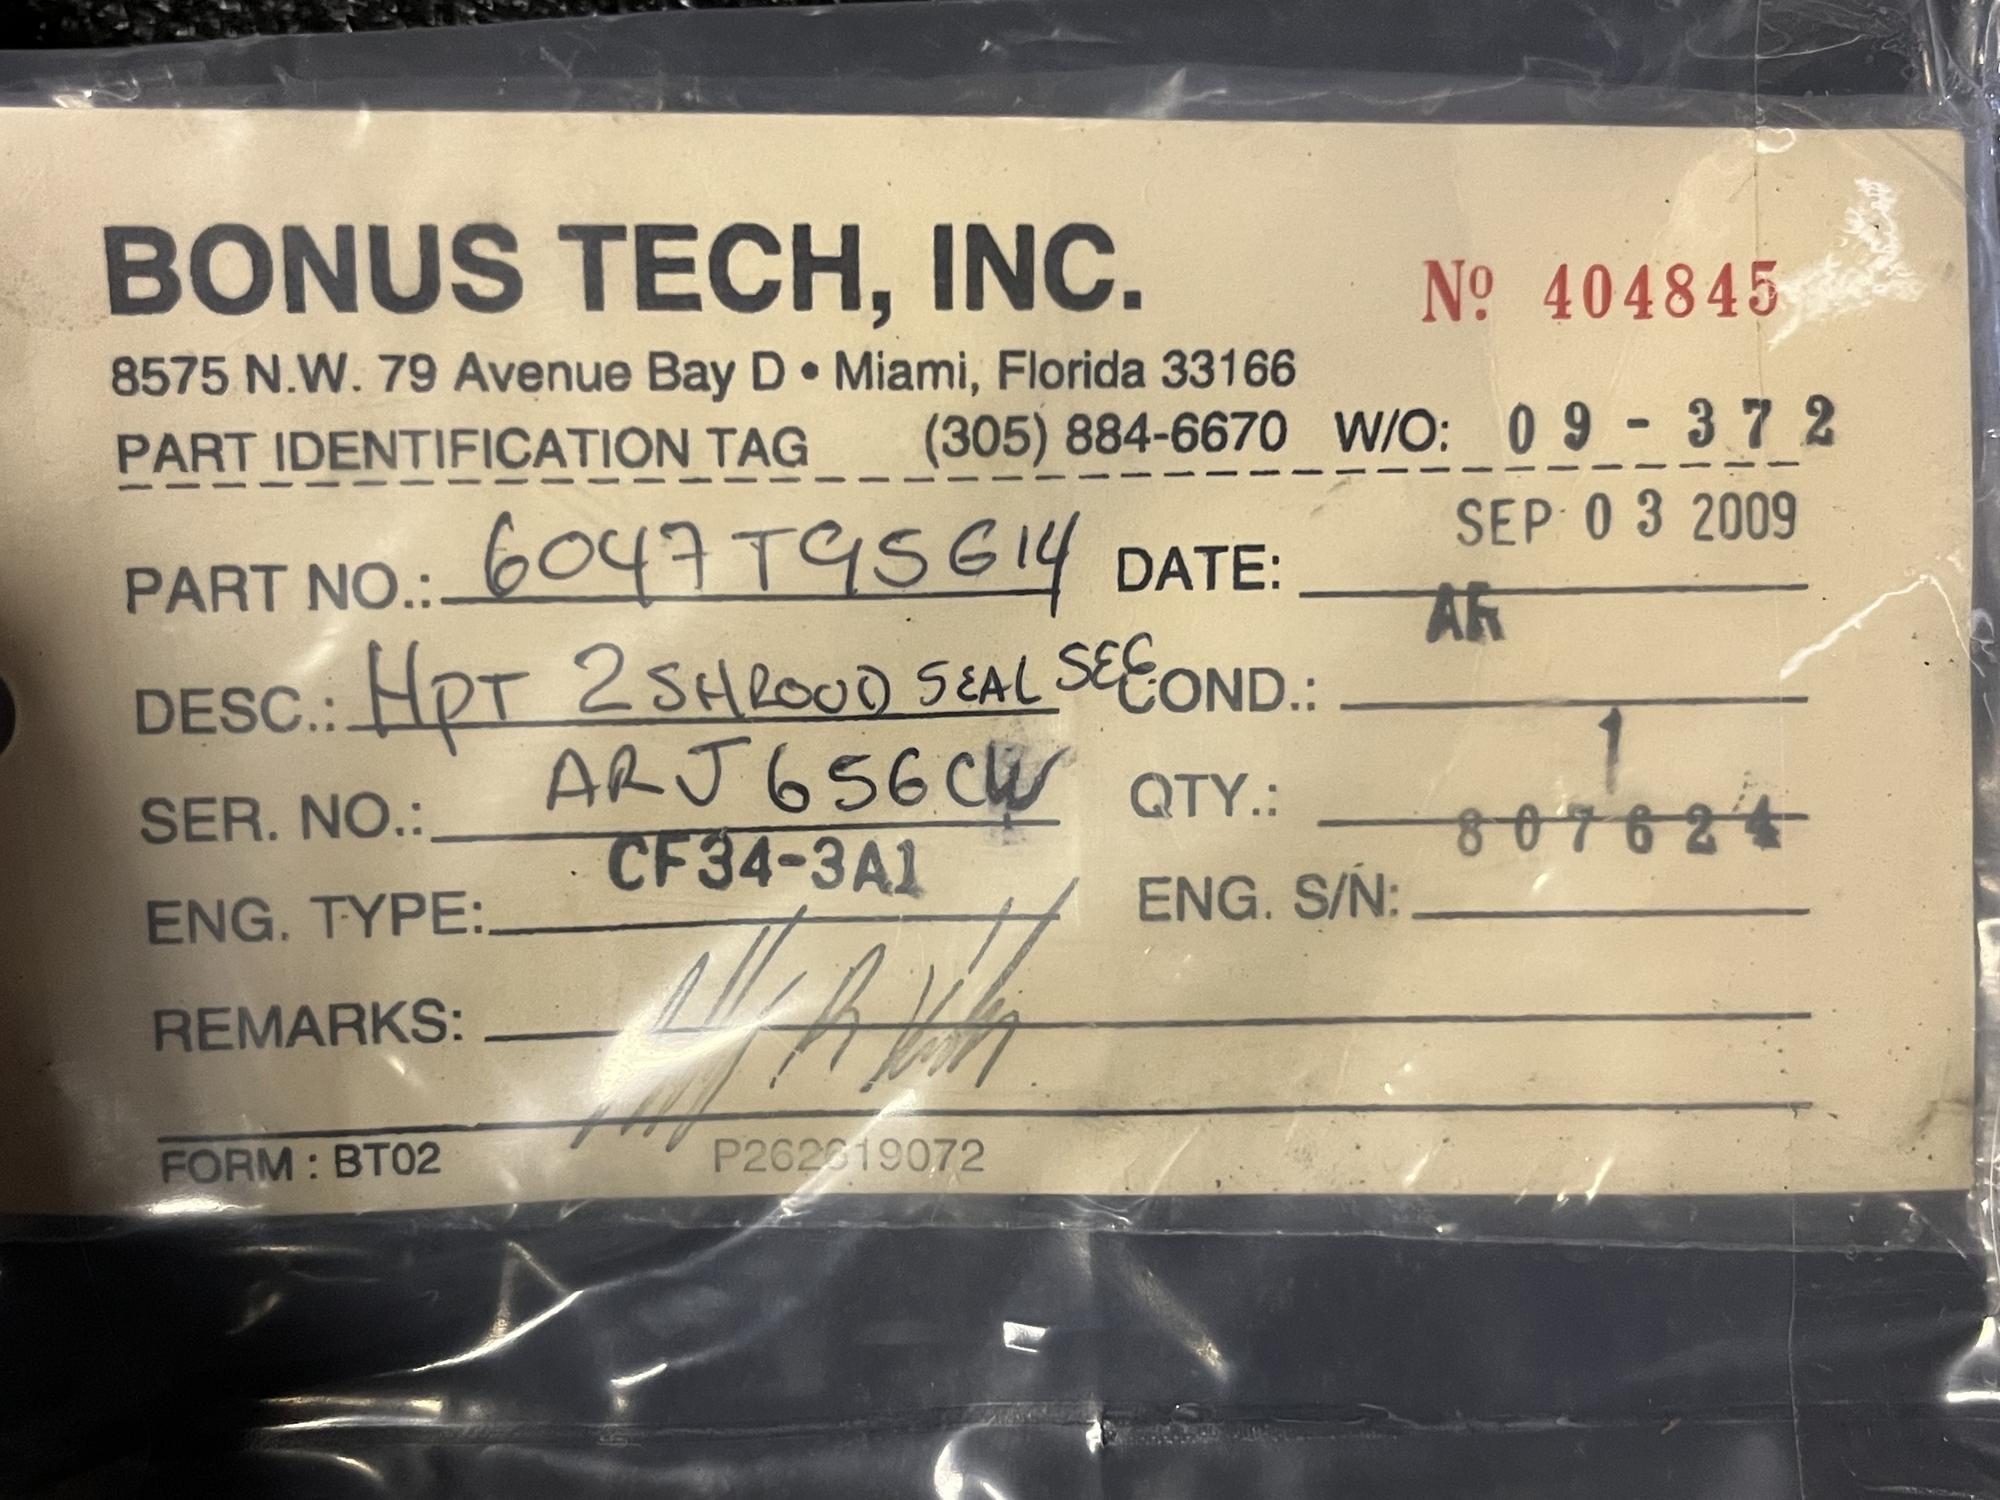 BONUS TECH, INC.
Nº 404845
8575 N.W. 79 Avenue Bay D • Miami, Florida 33166
PART IDENTIFICATION TAG (305) 884-6670 W/O: 09-372
PART NO.: 6047T95G14 DATE: SEP 03 2009
DESC.: HPT 2 SHROUD SEAL SEG COND.: AR
SER. NO.: ARJ656CW QTY.: 1
ENG. TYPE: CF34-3A1 ENG. S/N: 807624
REMARKS:
FORM : BT02 P262619072